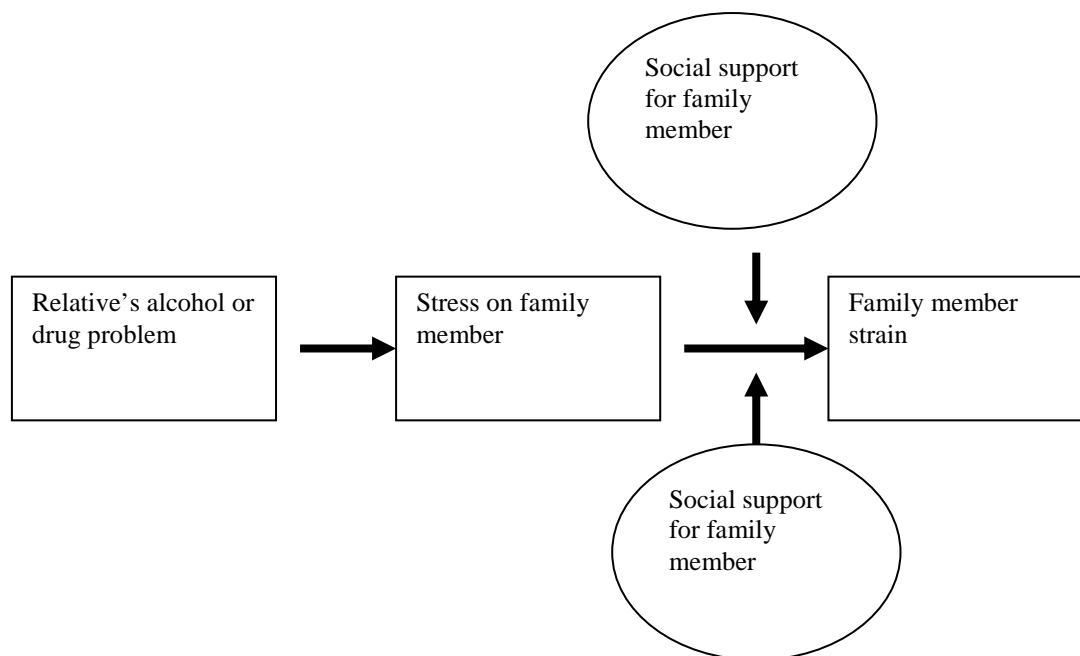 Social support
for family
member
Relative’s alcohol or
drug problem
Stress on family
member
Family member
strain
Social support
for family
member